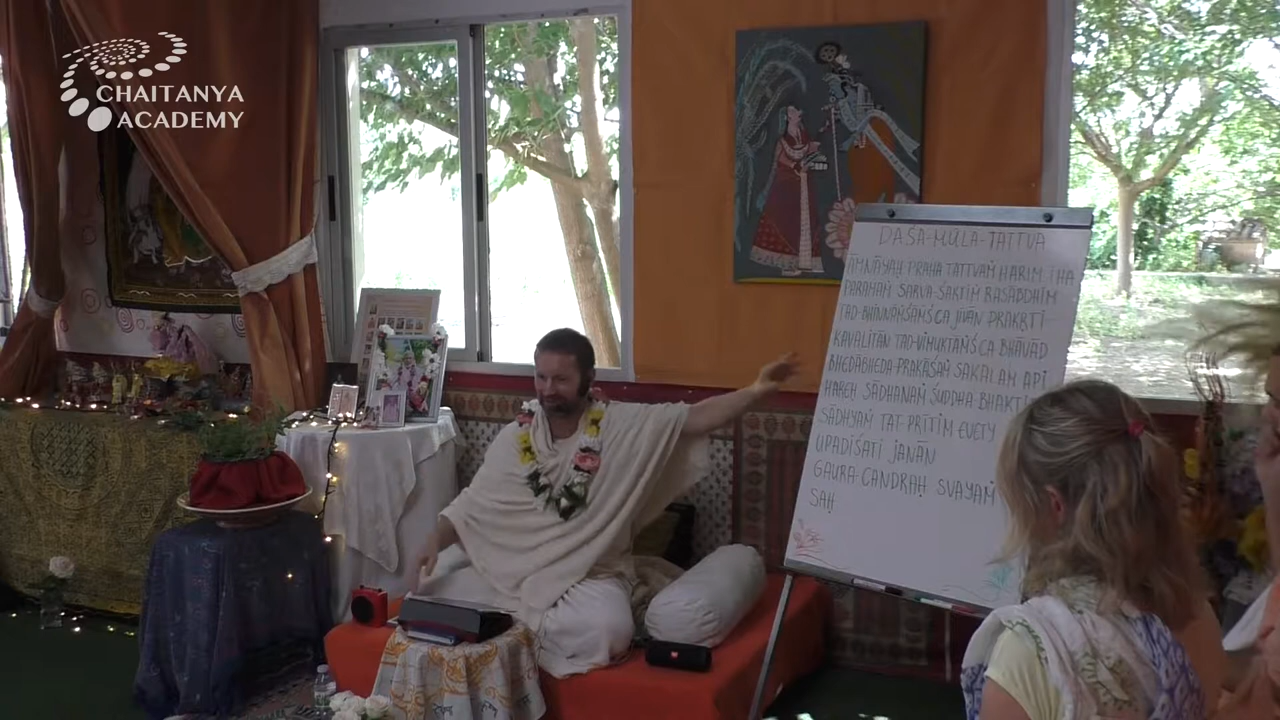 CHAITANYA
ACADEMY
DAŚA-MŪLA-TATTVA
ĀMNĀYAḤ PRAHA TATTVAṀ HARIM IHA
PARAMAṀ SARVA-ŚAKTIṀ RASĀBDHIṀ
TAD-BHINNĀṀŚĀṀŚ CA JĪVĀN PRAKṚTI
KAVALITĀN TAD-VIMUKTĀṀŚ CA BHĀVĀD
BHEDĀBHEDA PRAKĀŚAṀ SAKALAM API
HAREḤ SĀDHANAṀ ŚUDDHA-BHAKTIṀ
SĀDHYAṀ TAT-PRĪTIM EVETY
UPADIŚATI JANĀN
GAURA-CANDRAḤ SVAYAṀ
SAḤ